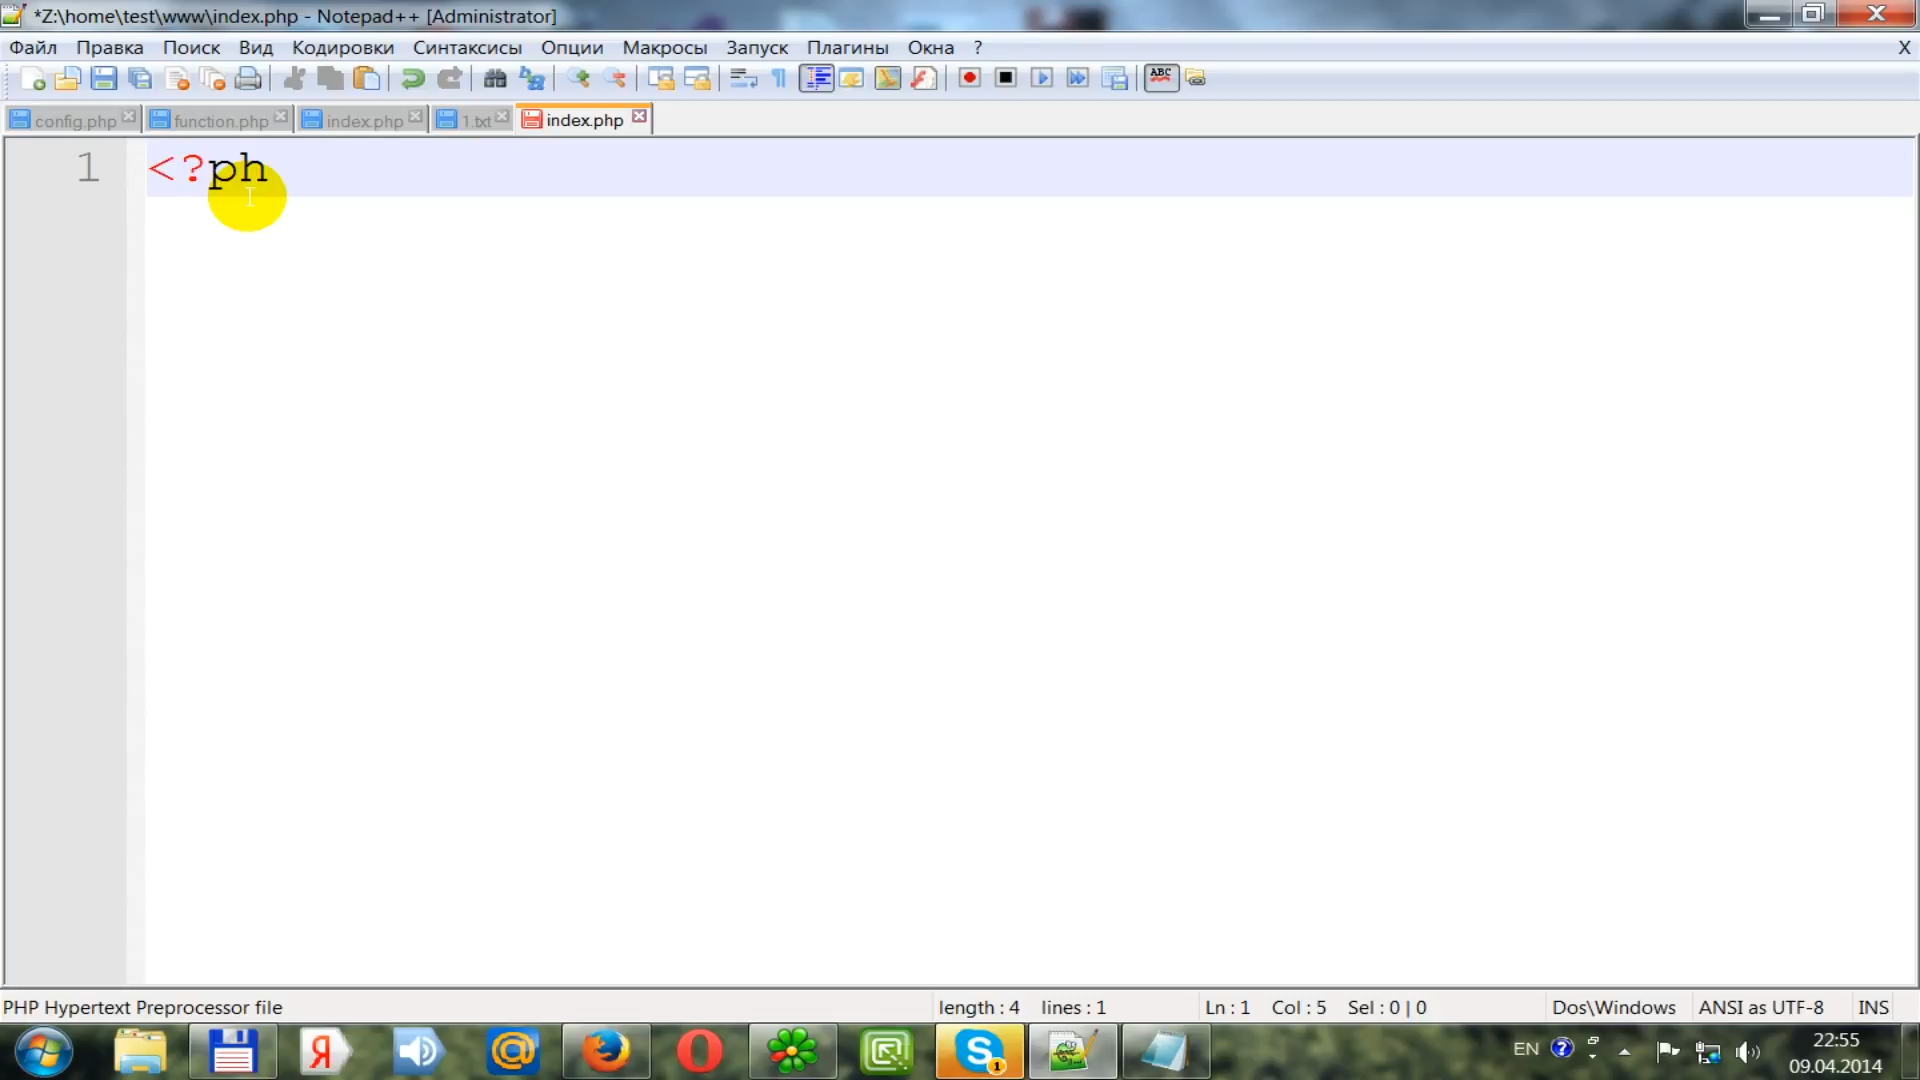 *Z:\home\test\www\index.php - Notepad++ [Administrator]
Файл Правка Поиск Вид Кодировки Синтаксисы Опции Макросы Запуск Плагины Окна ? X
ABC
config.php function.php index.php 1.txt index.php
1 <?ph
PHP Hypertext Preprocessor file length : 4 lines : 1 Ln : 1 Col : 5 Sel : 0 | 0 Dos\Windows ANSI as UTF-8 INS
Я @ S 1 EN ? 22:55
09.04.2014